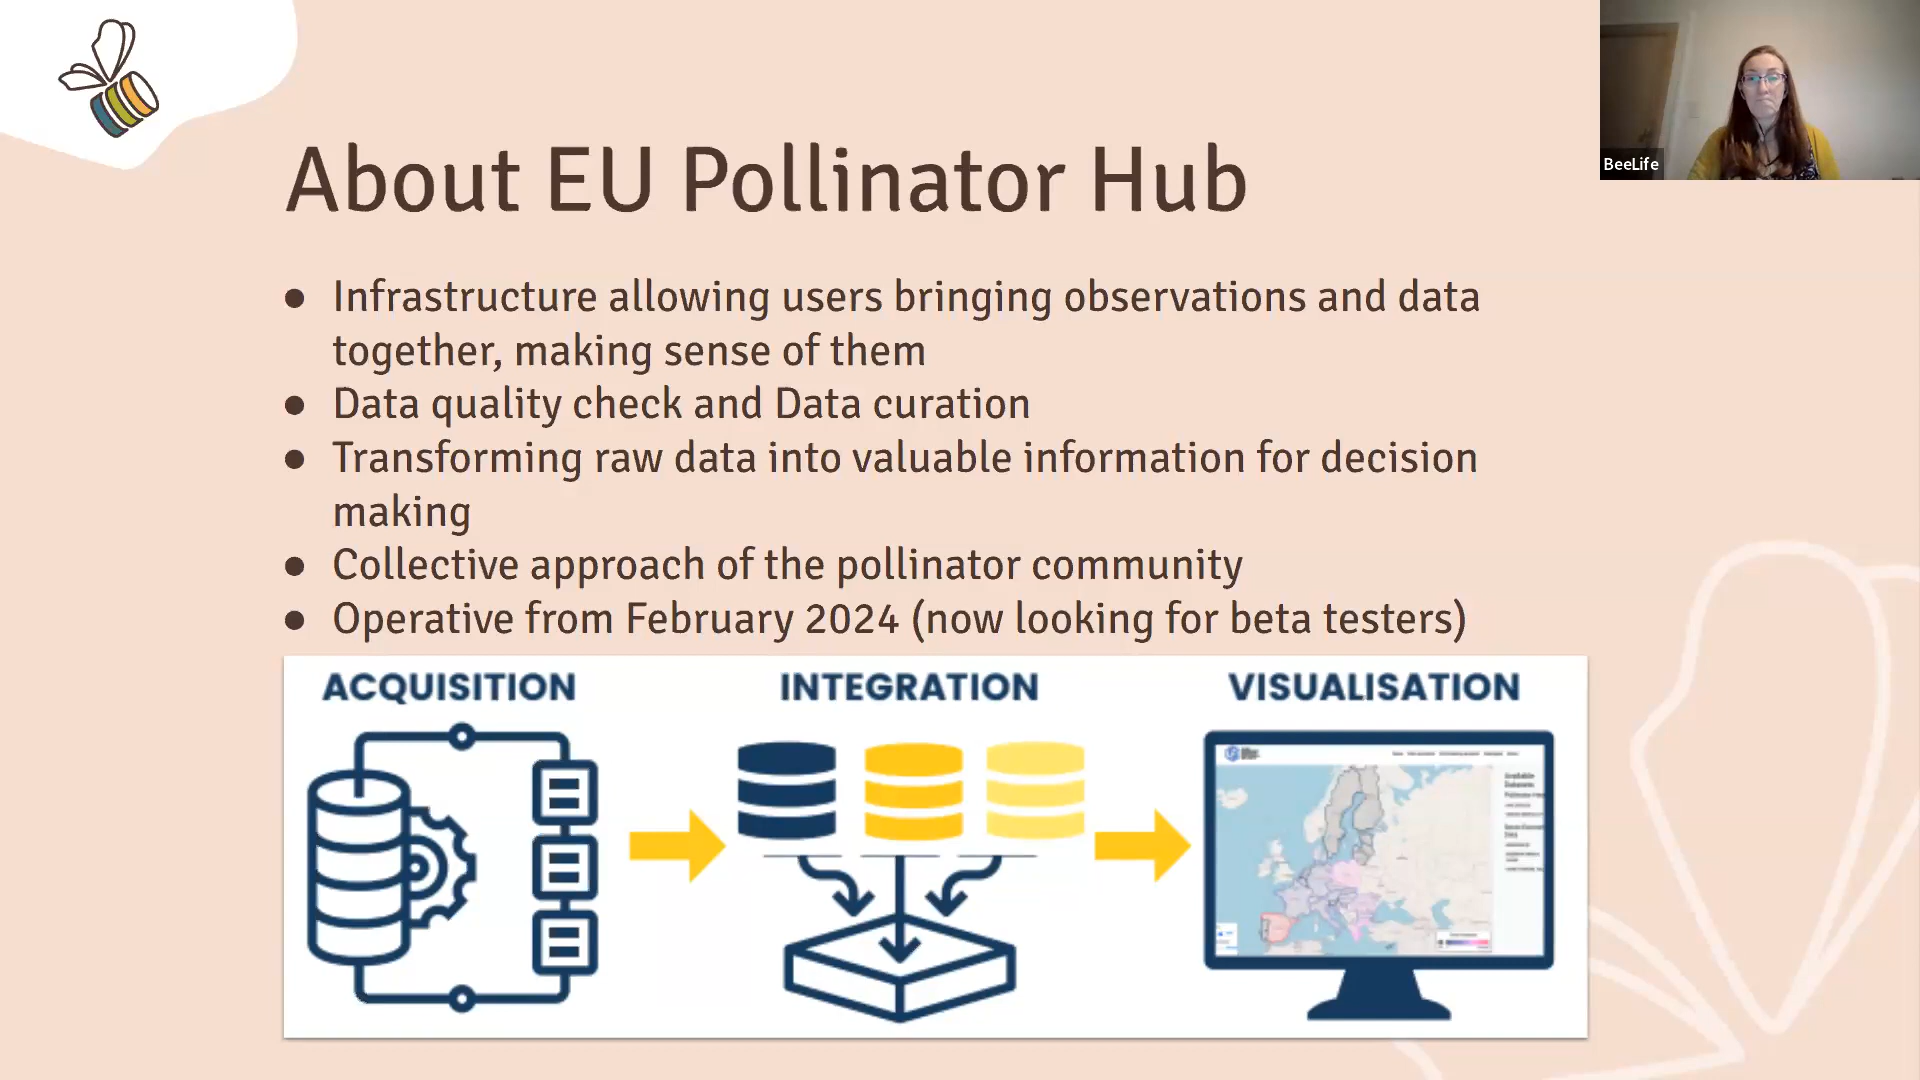 BeeLife
About EU Pollinator Hub
● Infrastructure allowing users bringing observations and data
together, making sense of them
● Data quality check and Data curation
● Transforming raw data into valuable information for decision
making
● Collective approach of the pollinator community
● Operative from February 2024 (now looking for beta testers)
ACQUISITION
INTEGRATION
VISUALISATION
Available
Datasets